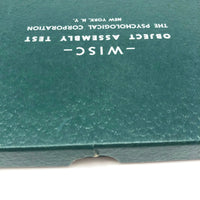 —WISC—
OBJECT ASSEMBLY TEST
THE PSYCHOLOGICAL CORPORATION
NEW YORK, N. Y.